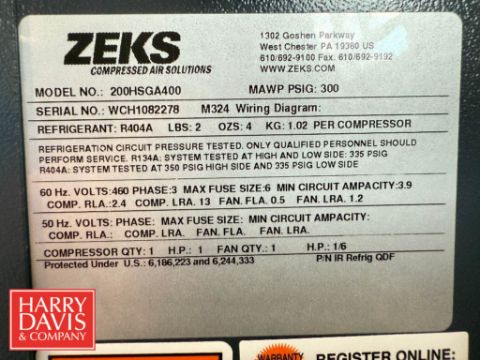 ZEKS
COMPRESSED AIR SOLUTIONS
1302 Goshen Parkway
West Chester PA 19380 US
610/692-9100 Fax. 610/692-9192
WWW.ZEKS.COM
MODEL NO.: 200HSGA400 MAWP PSIG: 300
SERIAL NO.: WCH1082278 M324 Wiring Diagram:
REFRIGERANT: R404A LBS: 2 OZS: 4 KG: 1.02 PER COMPRESSOR
REFRIGERATION CIRCUIT PRESSURE TESTED. ONLY QUALIFIED PERSONNEL SHOULD
PERFORM SERVICE. R134A: SYSTEM TESTED AT HIGH AND LOW SIDE: 335 PSIG
R404A: SYSTEM TESTED AT 350 PSIG HIGH SIDE AND 335 PSIG LOW SIDE
60 Hz. VOLTS:460 PHASE:3 MAX FUSE SIZE:6 MIN CIRCUIT AMPACITY:3.9
COMP. RLA.:2.4 COMP. LRA. 13 FAN. FLA. 0.5 FAN. LRA. 1.2
50 Hz. VOLTS: PHASE: MAX FUSE SIZE: MIN CIRCUIT AMPACITY:
COMP. RLA.: COMP. LRA. FAN. FLA. FAN. LRA.
COMPRESSOR QTY: 1 H.P.: 1 FAN QTY.: 1 H.P.: 1/6
Protected Under U.S.: 6,186,223 and 6,244,333 P/N IR Refrig QDF
HARRY
DAVIS
& COMPANY
WARRANTY
REGISTER ONLINE: